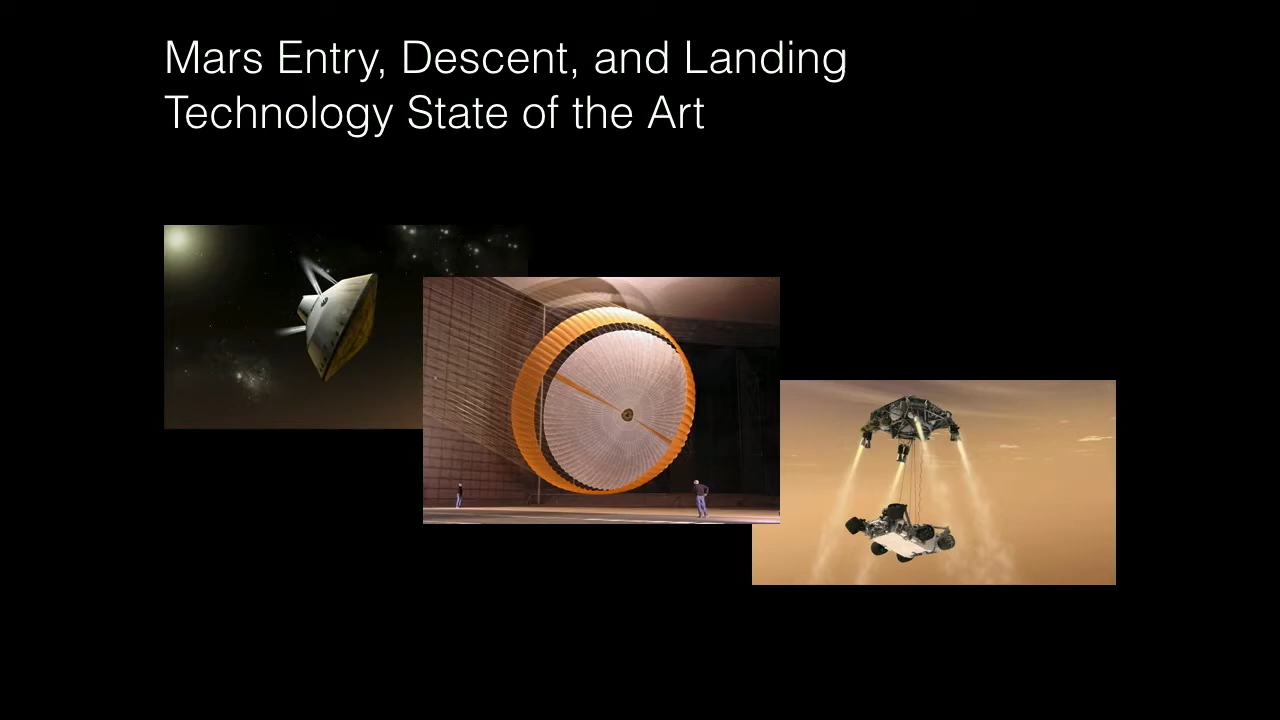 Mars Entry, Descent, and Landing
Technology State of the Art